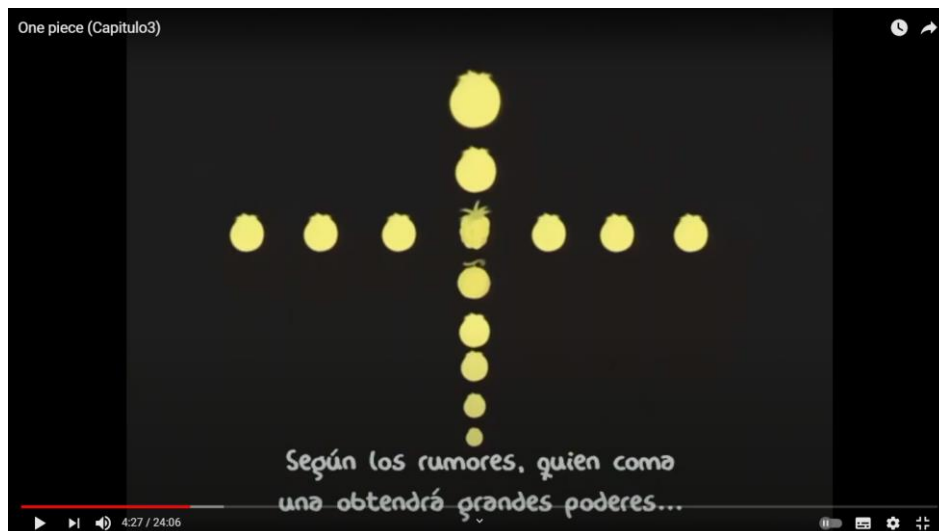 One piece (Capitulo3)
Según los rumores, quien coma
una obtendrá grandes poderes...
4:27 / 24:06